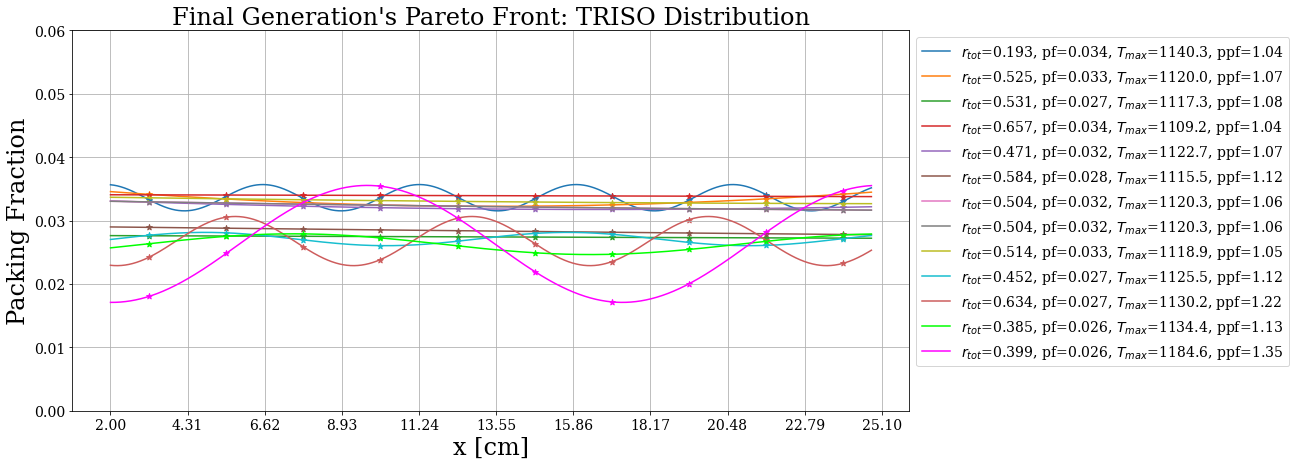 Final Generation's Pareto Front: TRISO Distribution
Packing Fraction
0.06
0.05
0.04
0.03
0.02
0.01
0.00
2.00 4.31 6.62 8.93 11.24 13.55 15.86 18.17 20.48 22.79 25.10
x [cm]
r_tot=0.193, pf=0.034, T_max=1140.3, ppf=1.04
r_tot=0.525, pf=0.033, T_max=1120.0, ppf=1.07
r_tot=0.531, pf=0.027, T_max=1117.3, ppf=1.08
r_tot=0.657, pf=0.034, T_max=1109.2, ppf=1.04
r_tot=0.471, pf=0.032, T_max=1122.7, ppf=1.07
r_tot=0.584, pf=0.028, T_max=1115.5, ppf=1.12
r_tot=0.504, pf=0.032, T_max=1120.3, ppf=1.06
r_tot=0.504, pf=0.032, T_max=1120.3, ppf=1.06
r_tot=0.514, pf=0.033, T_max=1118.9, ppf=1.05
r_tot=0.452, pf=0.027, T_max=1125.5, ppf=1.12
r_tot=0.634, pf=0.027, T_max=1130.2, ppf=1.22
r_tot=0.385, pf=0.026, T_max=1134.4, ppf=1.13
r_tot=0.399, pf=0.026, T_max=1184.6, ppf=1.35